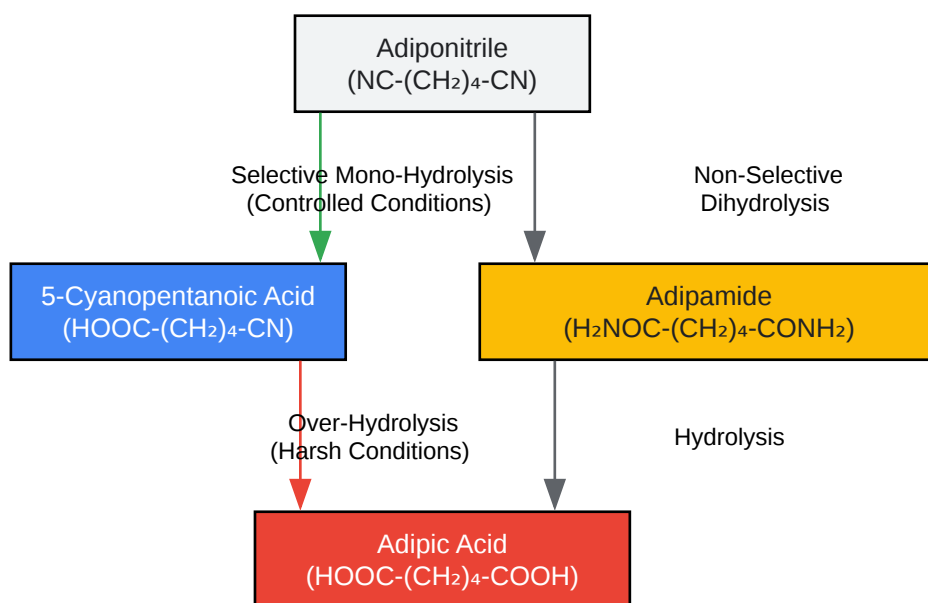 Adiponitrile
(NC-(CH₂)₄-CN)
Selective Mono-Hydrolysis
(Controlled Conditions)
Non-Selective
Dihydrolysis
5-Cyanopentanoic Acid
(HOOC-(CH₂)₄-CN)
Adipamide
(H₂NOC-(CH₂)₄-CONH₂)
Over-Hydrolysis
(Harsh Conditions)
Hydrolysis
Adipic Acid
(HOOC-(CH₂)₄-COOH)